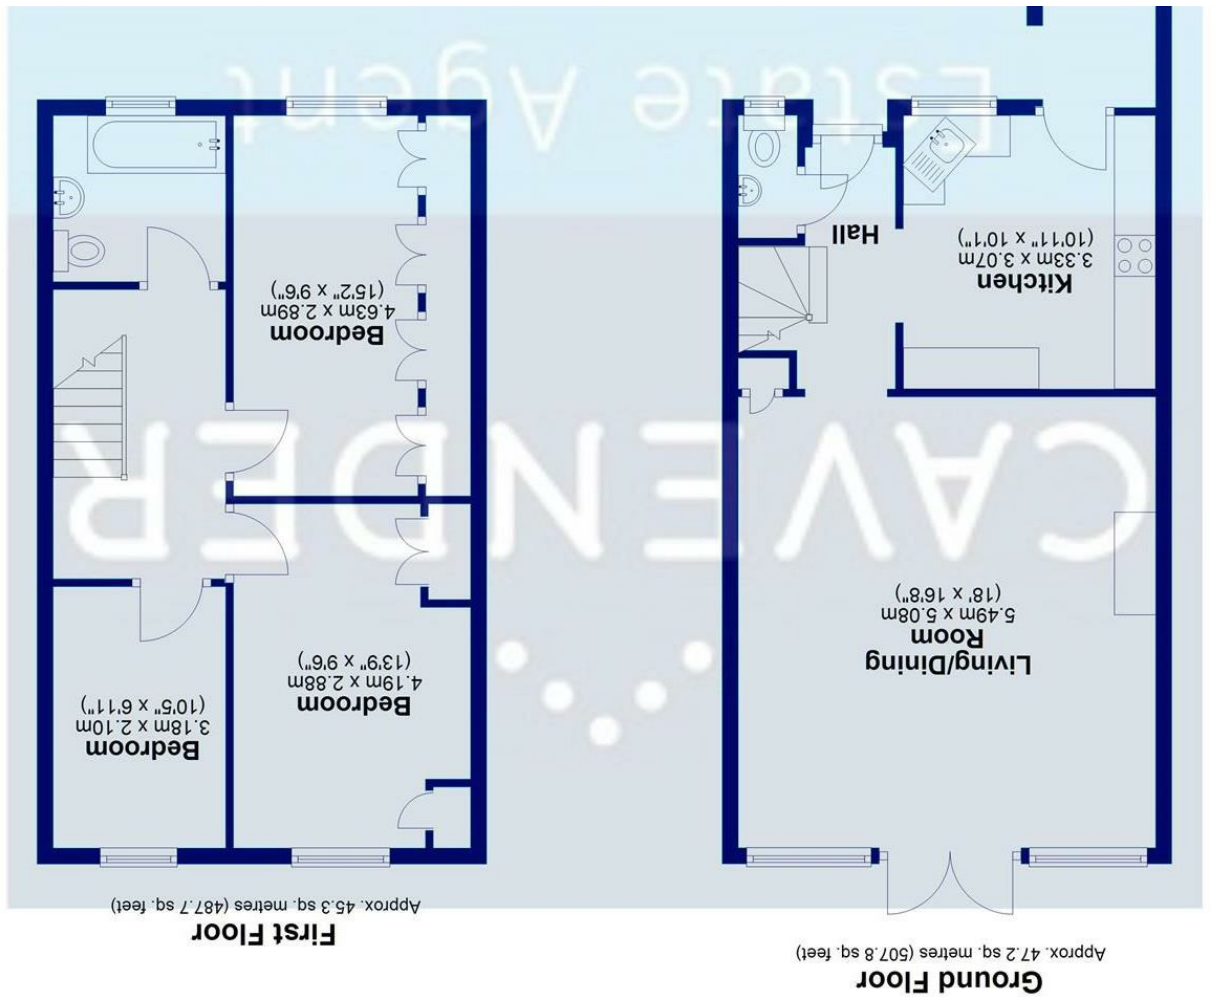 Ground Floor
Approx. 47.2 sq. metres (507.8 sq. feet)
Living/Dining
Room
5.49m x 5.08m
(18' x 16'8")
Kitchen
3.33m x 3.07m
(10'11" x 10'1")
Hall
First Floor
Approx. 45.3 sq. metres (487.7 sq. feet)
Bedroom
3.18m x 2.10m
(10'5" x 6'11")
Bedroom
4.19m x 2.88m
(13'9" x 9'6")
Bedroom
4.63m x 2.89m
(15'2" x 9'6")
CAVENDER
Estate Agent